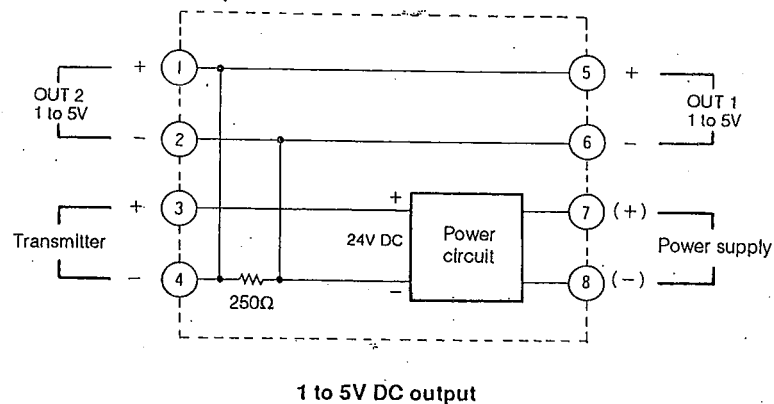 + 1 5 +
OUT 2
1 to 5V
OUT 1
1 to 5V
- 2 6 -
+ 3 + 7 (+)
Transmitter
24V DC
Power
circuit
Power supply
- 4 - 8 (-)
250Ω
1 to 5V DC output